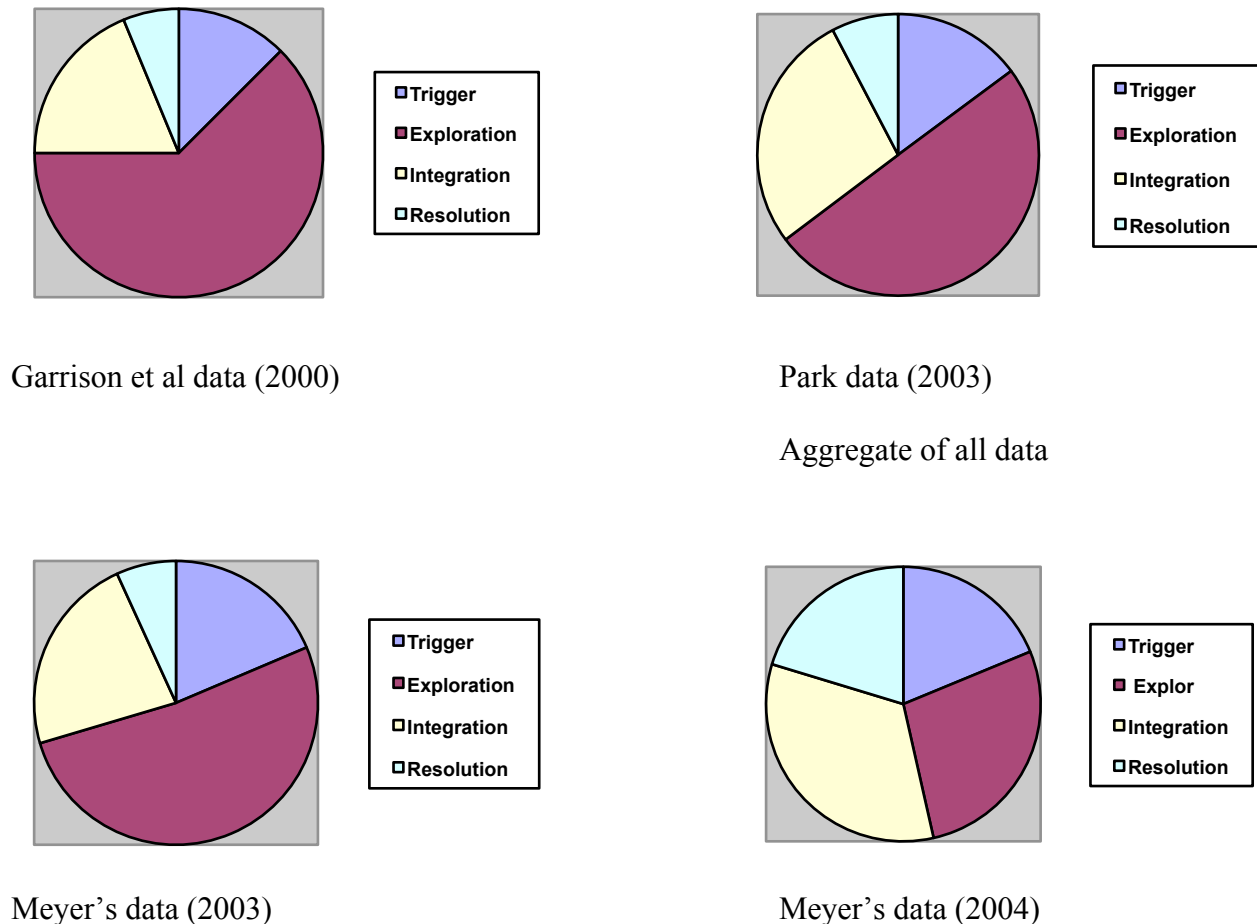 Trigger
Exploration
Integration
Resolution
Garrison et al data (2000)
Trigger
Exploration
Integration
Resolution
Park data (2003)
Aggregate of all data
Trigger
Exploration
Integration
Resolution
Meyer’s data (2003)
Trigger
Explor
Integration
Resolution
Meyer’s data (2004)